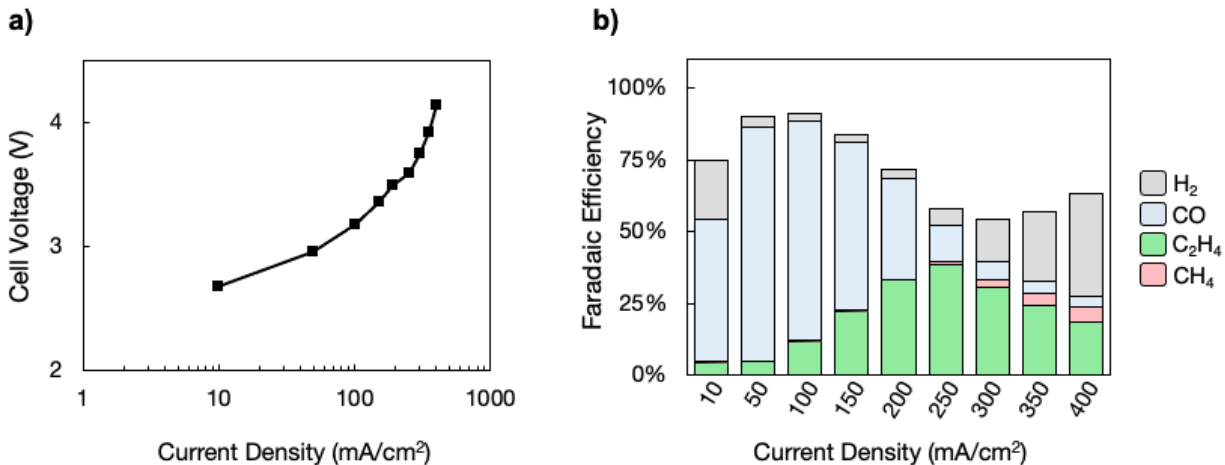 a)
Cell Voltage (V)
4
3
2
1
10
100
1000
Current Density (mA/cm²)
b)
Faradaic Efficiency
100%
75%
50%
25%
0%
10
50
100
150
200
250
300
350
400
Current Density (mA/cm²)
H₂
CO
C₂H₄
CH₄